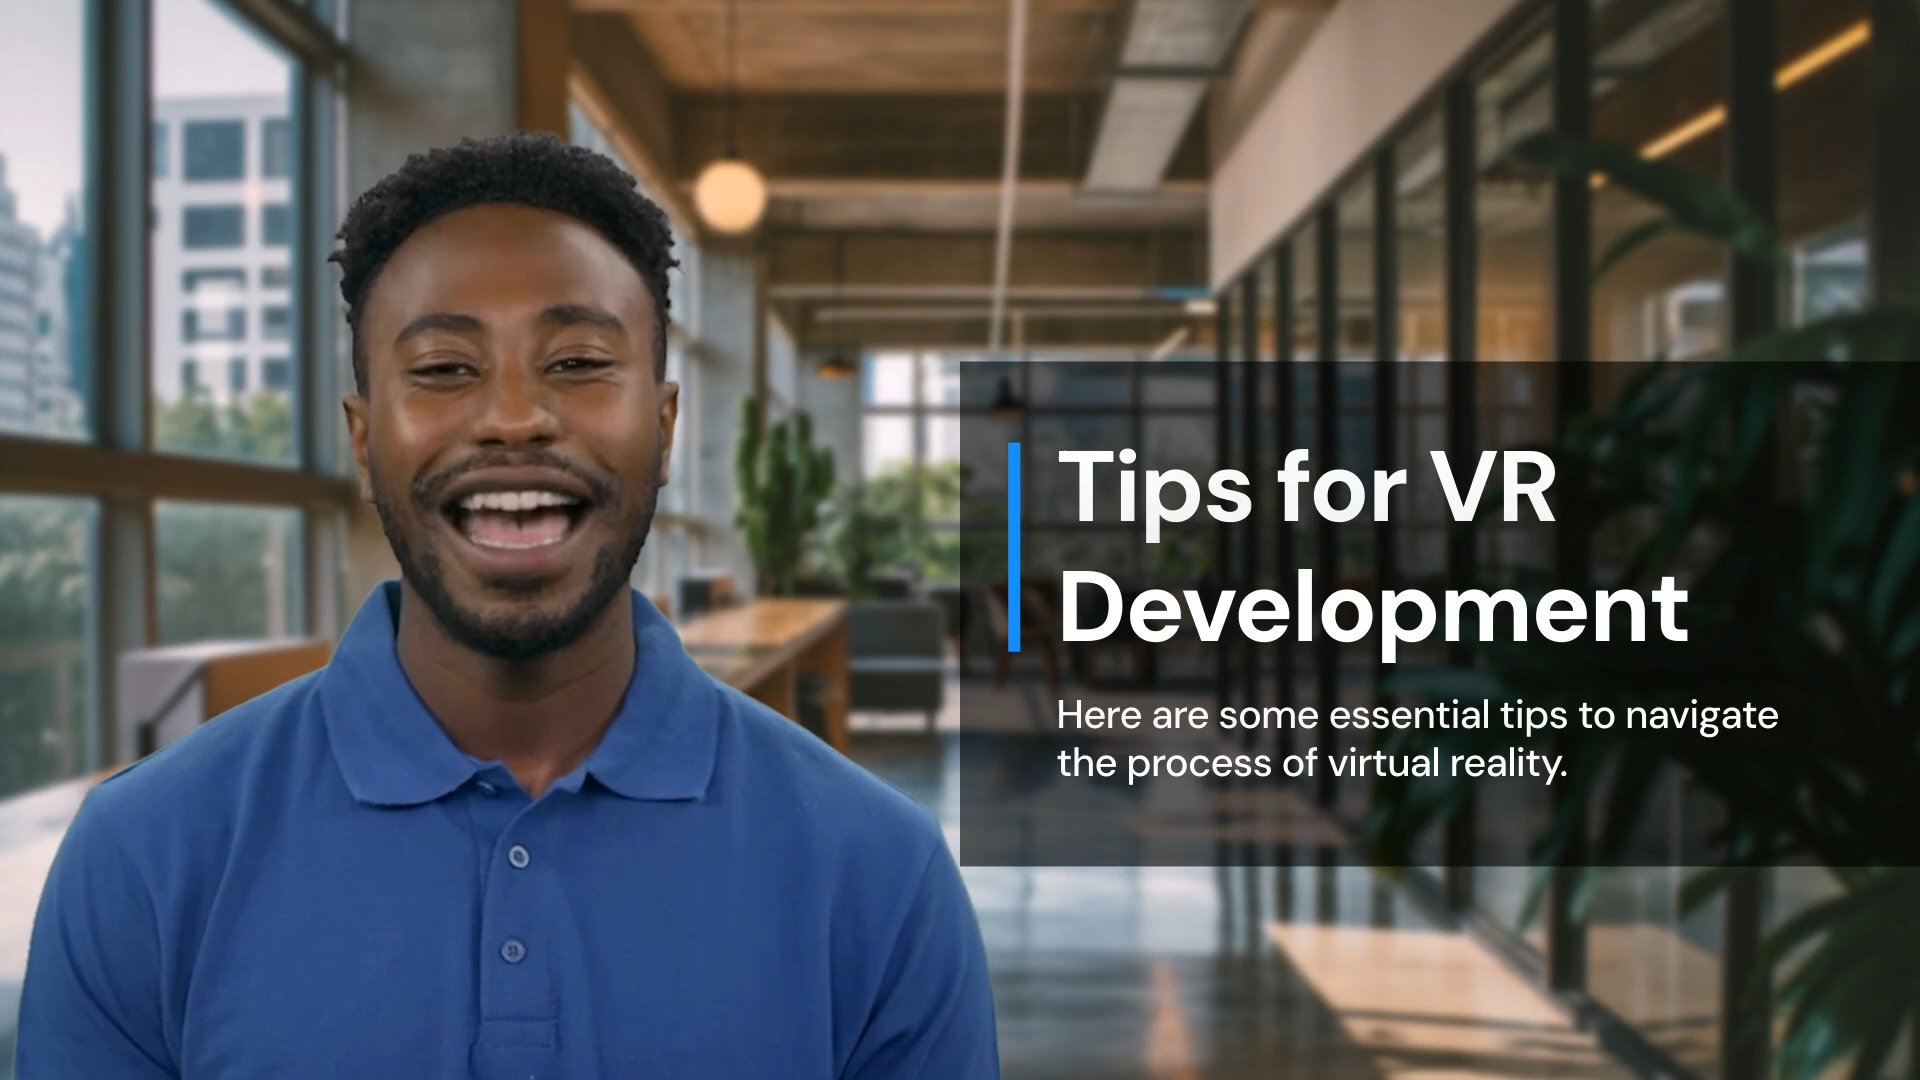 Tips for VR
Development
Here are some essential tips to navigate
the process of virtual reality.